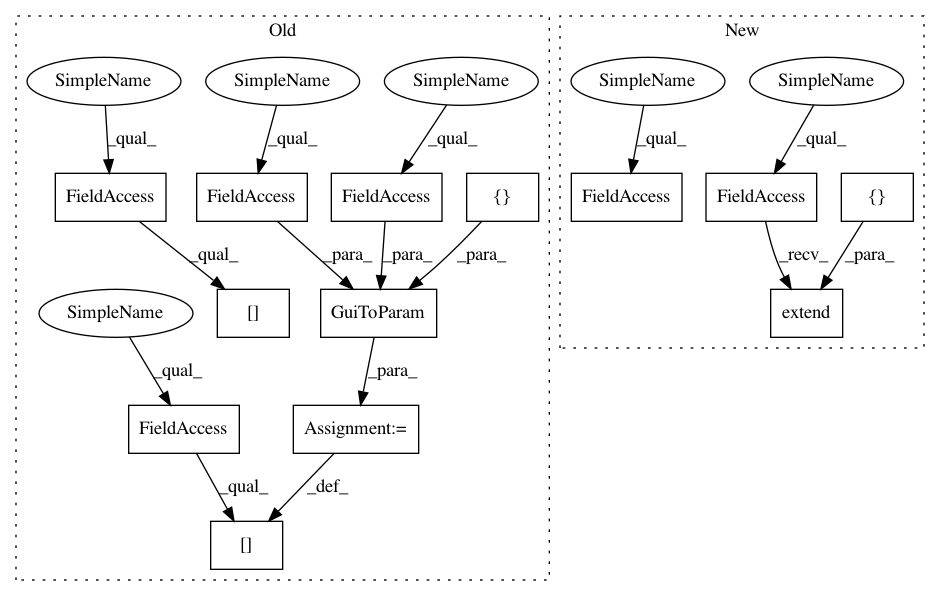 Old
New
SimpleName
SimpleName
SimpleName
SimpleName
SimpleName
_qual_
_qual_
_qual_
_qual_
_qual_
FieldAccess
FieldAccess
FieldAccess
{}
FieldAccess
FieldAccess
{}
_qual_
_para_
_para_
_para_
_recv_
_para_
SimpleName
[]
GuiToParam
extend
_qual_
_para_
FieldAccess
Assignment:=
_qual_
_def_
[]